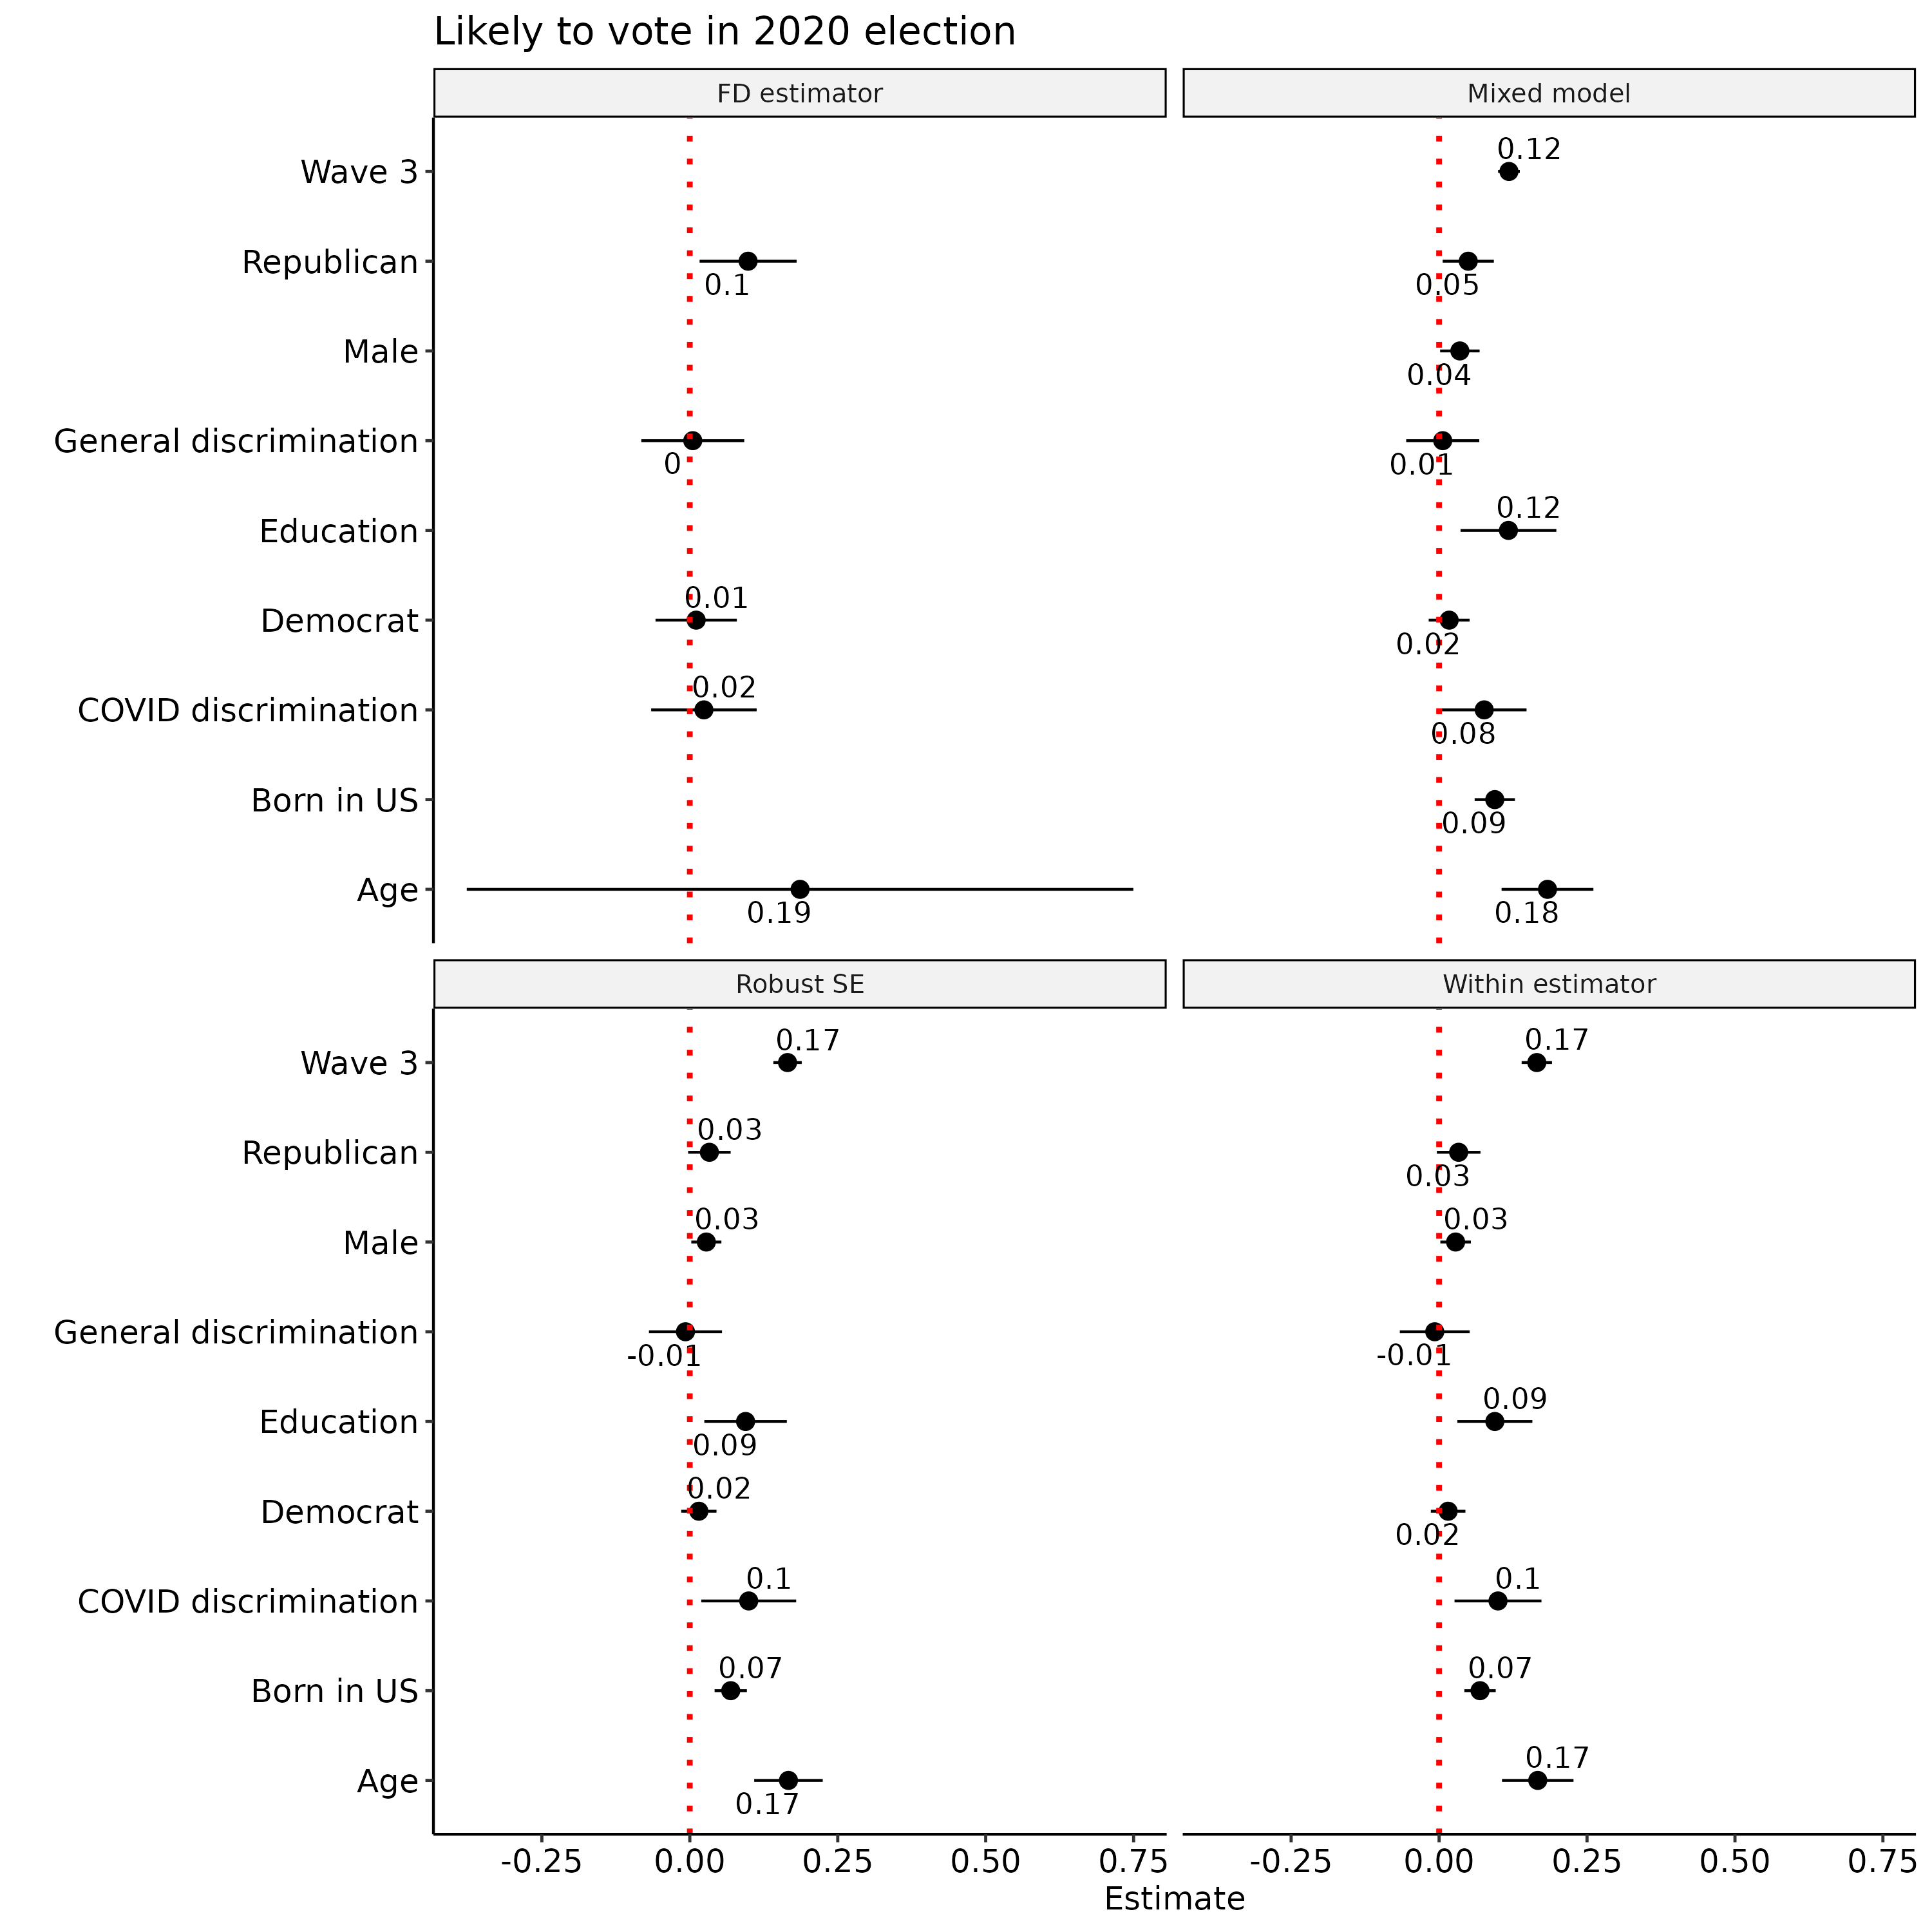 Likely to vote in 2020 election
FD estimator
Mixed model
Wave 3
0.12
Republican
0.1
0.05
Male
0.04
General discrimination
0
0.01
Education
0.12
Democrat
0.01
0.02
COVID discrimination
0.02
0.08
Born in US
0.09
Age
0.19
0.18
Robust SE
Within estimator
Wave 3
0.17
0.17
Republican
0.03
0.03
Male
0.03
0.03
General discrimination
-0.01
-0.01
Education
0.09
0.09
Democrat
0.02
0.02
COVID discrimination
0.1
0.1
Born in US
0.07
0.07
Age
0.17
0.17
-0.25 0.00 0.25 0.50 0.75
-0.25 0.00 0.25 0.50 0.75
Estimate